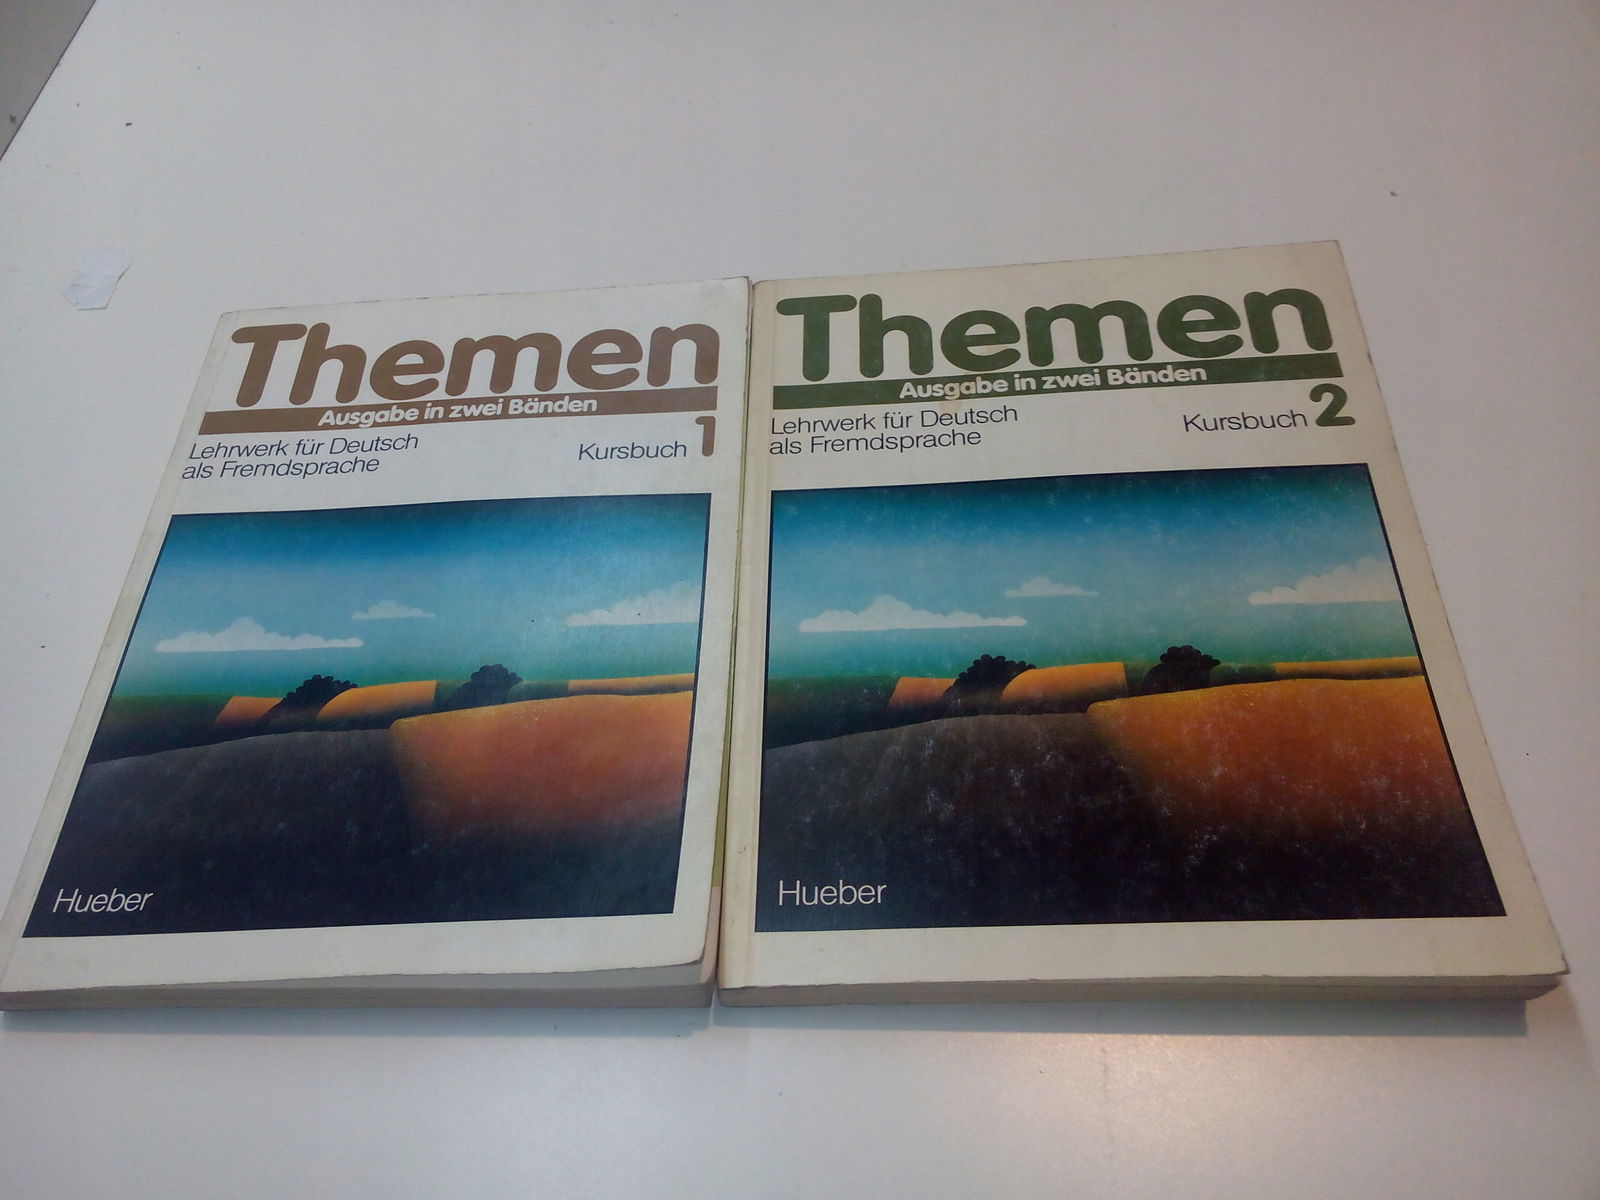 Themen
Ausgabe in zwei Bänden
Lehrwerk für Deutsch
als Fremdsprache
Kursbuch 1
Hueber
Themen
Ausgabe in zwei Bänden
Lehrwerk für Deutsch
als Fremdsprache
Kursbuch 2
Hueber